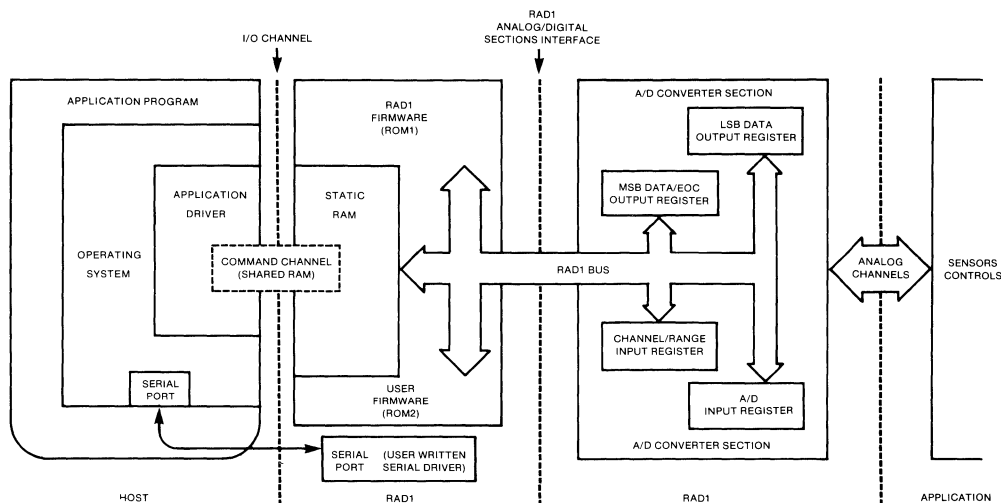 I/O CHANNEL
RAD1
ANALOG/DIGITAL
SECTIONS INTERFACE
APPLICATION PROGRAM
OPERATING
SYSTEM
APPLICATION
DRIVER
COMMAND CHANNEL
(SHARED RAM)
SERIAL
PORT
RAD1
FIRMWARE
(ROM1)
STATIC
RAM
USER
FIRMWARE
(ROM2)
SERIAL (USER WRITTEN
PORT SERIAL DRIVER)
RAD1 BUS
A/D CONVERTER SECTION
LSB DATA
OUTPUT REGISTER
MSB DATA/EOC
OUTPUT REGISTER
CHANNEL/RANGE
INPUT REGISTER
A/D
INPUT REGISTER
A/D CONVERTER SECTION
ANALOG
CHANNELS
SENSORS
CONTROLS
HOST
RAD1
RAD1
APPLICATION